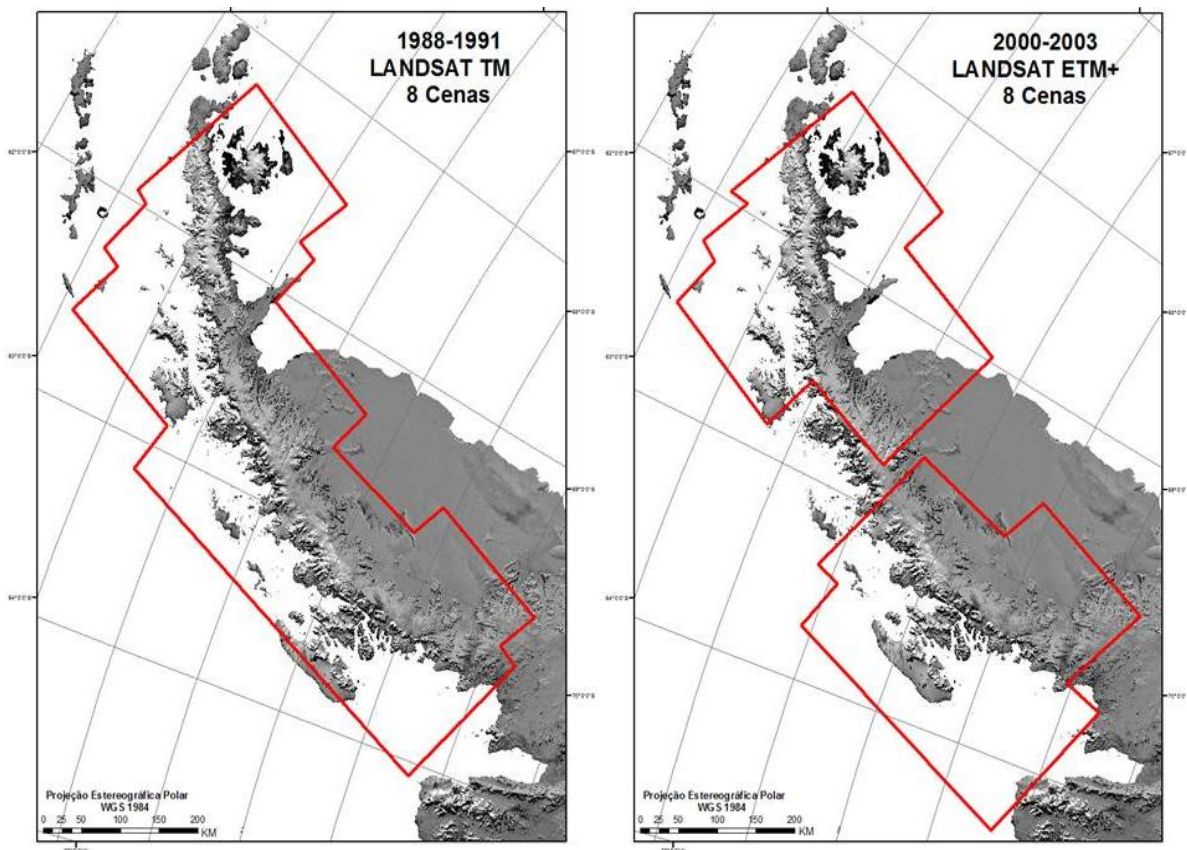 1988-1991
LANDSAT TM
8 Cenas
Projeção Estereográfica Polar
WGS 1984
0 25 50 100 150 200
KM
2000-2003
LANDSAT ETM+
8 Cenas
Projeção Estereográfica Polar
WGS 1984
0 25 50 100 150 200
KM